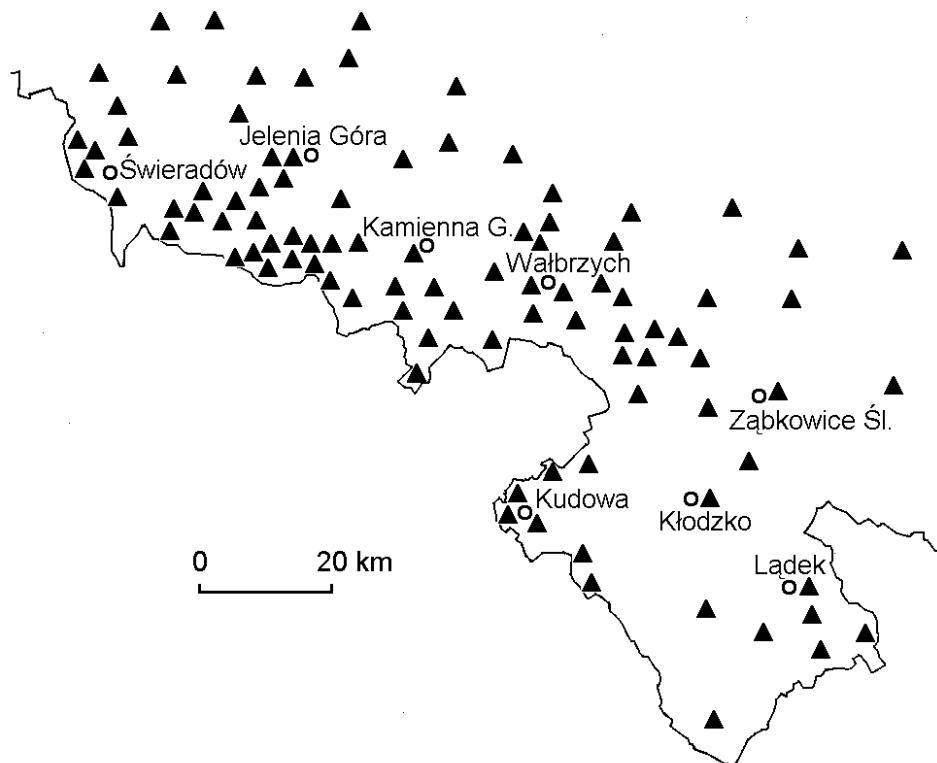 Jelenia Góra
Świeradów
Kamienna G.
Wałbrzych
Ząbkowice Śl.
Kudowa
Kłodzko
0 20 km
Lądek